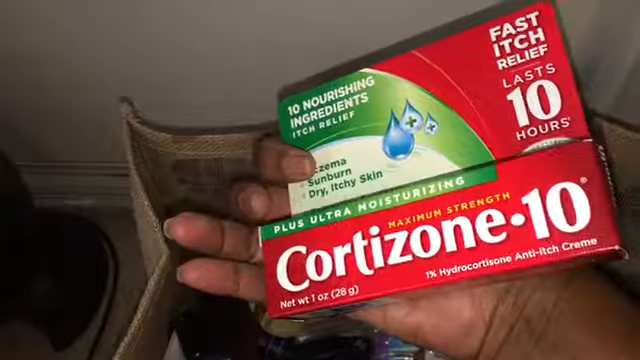 FAST
ITCH
RELIEF
LASTS
10
HOURS*
10 NOURISHING
INGREDIENTS
ITCH RELIEF
Sunburn
• Dry, Itchy Skin
PLUS ULTRA MOISTURIZING
MAXIMUM STRENGTH
Cortizone•10®
1% Hydrocortisone Anti-itch Creme
Net Wt 1 oz (28 g)